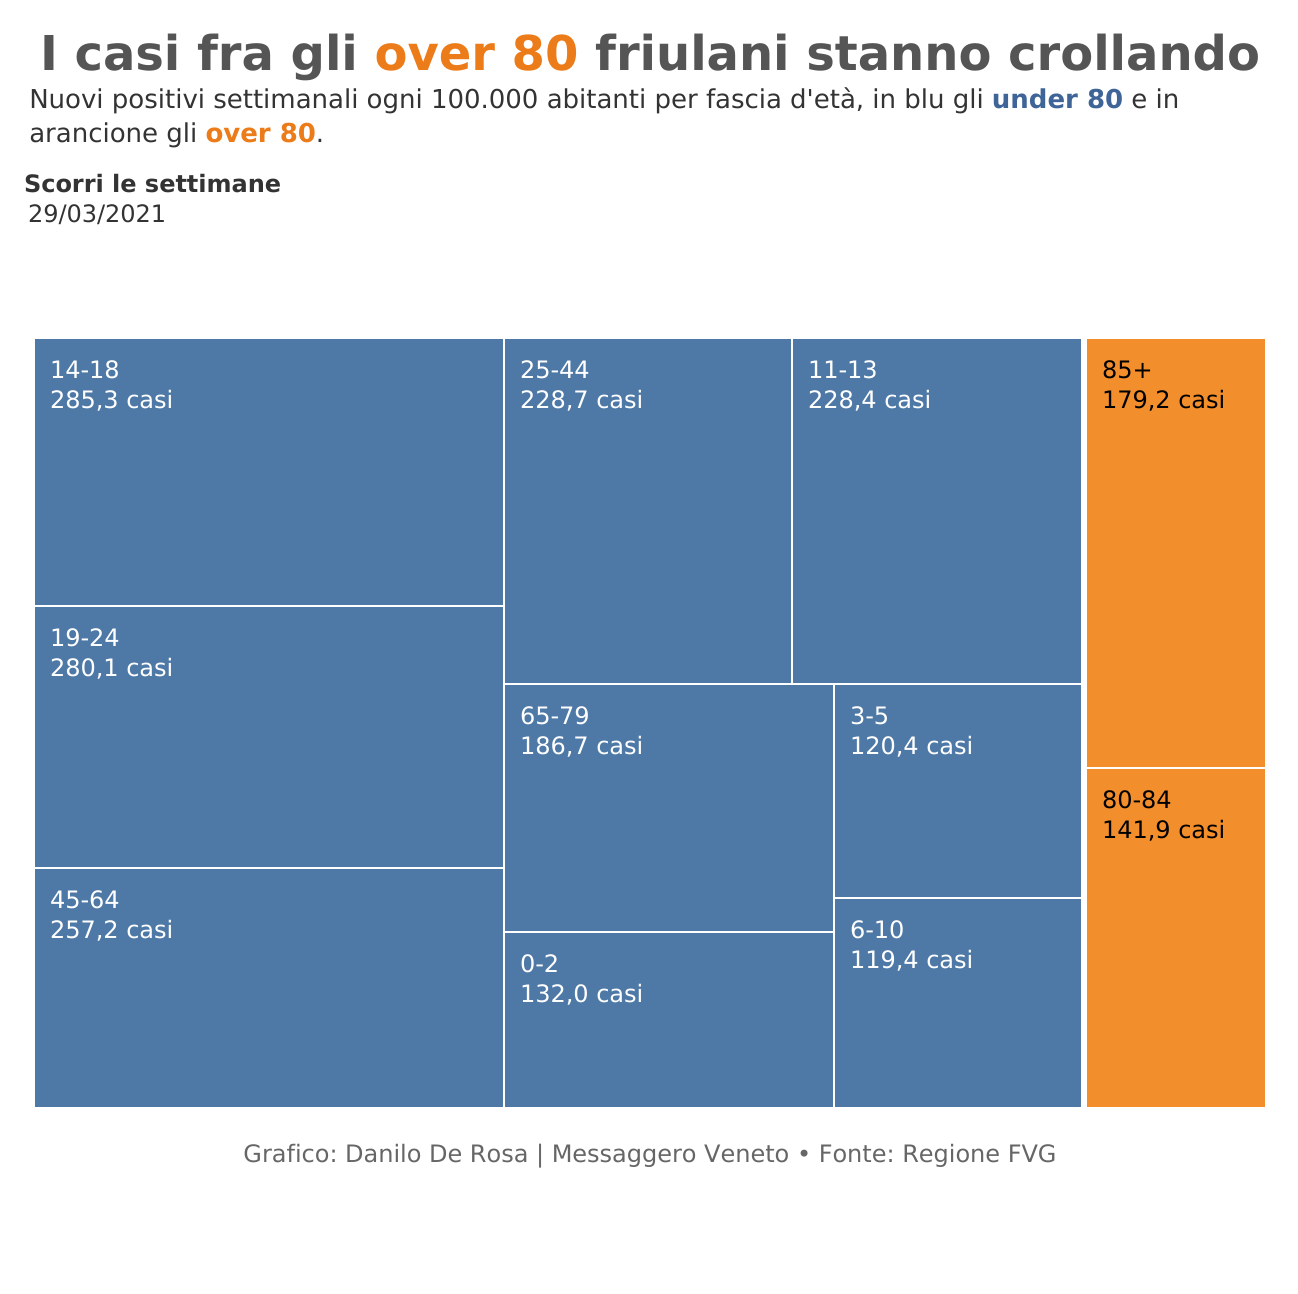 I casi fra gli over 80 friulani stanno crollando
Nuovi positivi settimanali ogni 100.000 abitanti per fascia d'età, in blu gli under 80 e in
arancione gli over 80.
Scorri le settimane
29/03/2021
14-18
285,3 casi
19-24
280,1 casi
45-64
257,2 casi
25-44
228,7 casi
11-13
228,4 casi
65-79
186,7 casi
0-2
132,0 casi
3-5
120,4 casi
6-10
119,4 casi
85+
179,2 casi
80-84
141,9 casi
Grafico: Danilo De Rosa | Messaggero Veneto • Fonte: Regione FVG